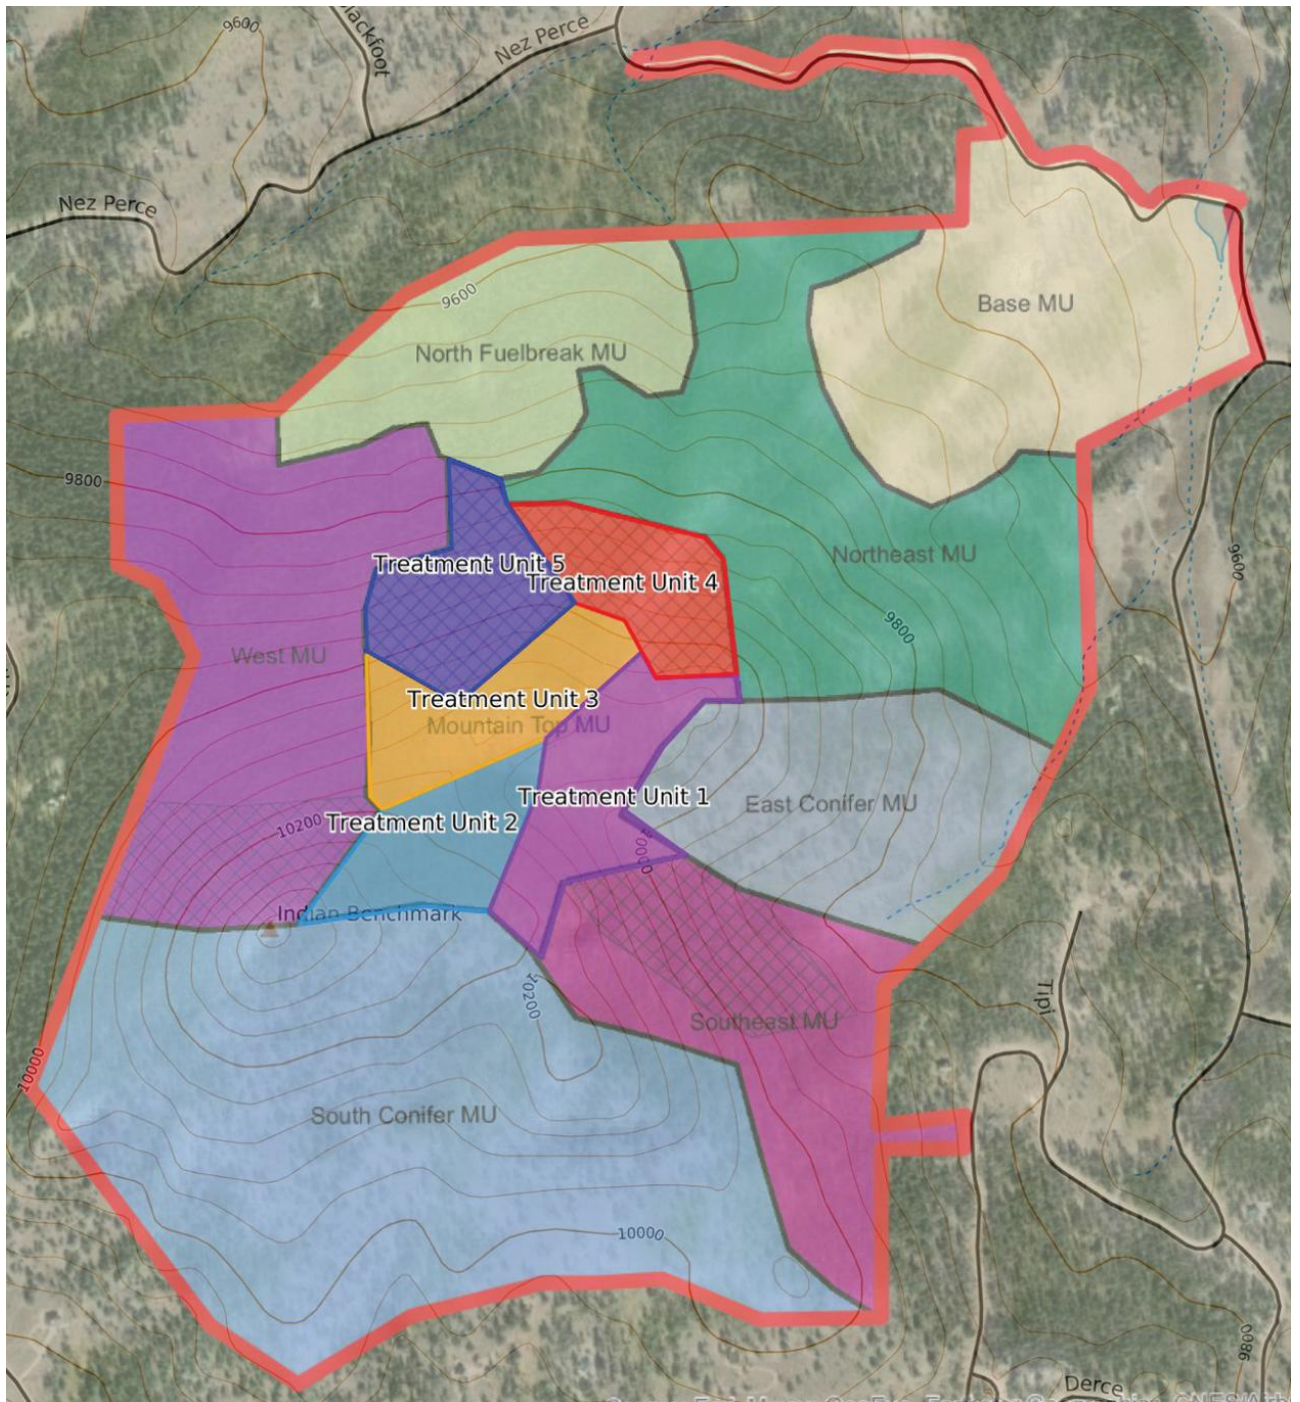 9600
Blackfoot
Nez Perce
Nez Perce
9600
Base MU
North Fuelbreak MU
9800
Northeast MU
9600
Treatment Unit 5
Treatment Unit 4
9800
West MU
Treatment Unit 3
Mountain Top MU
Treatment Unit 1
East Conifer MU
10200
Treatment Unit 2
Indian Benchmark
10200
Tipi
Southeast MU
10000
South Conifer MU
10000
9800
Derce